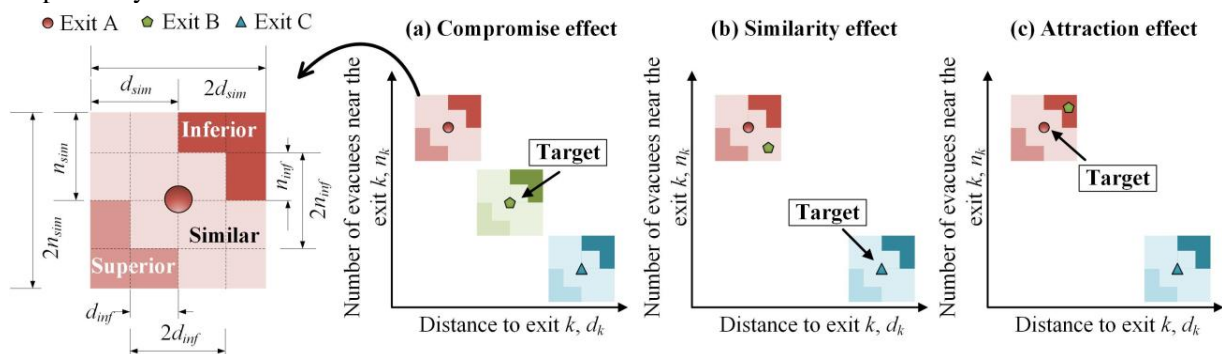 Exit A Exit B Exit C
d_sim 2d_sim
n_sim
2n_sim
Inferior
Similar
Superior
n_inf
2n_inf
d_inf
2d_inf
(a) Compromise effect
Number of evacuees near the
exit k, n_k
Target
Distance to exit k, d_k
(b) Similarity effect
Number of evacuees near the
exit k, n_k
Target
Distance to exit k, d_k
(c) Attraction effect
Number of evacuees near the
exit k, n_k
Target
Distance to exit k, d_k